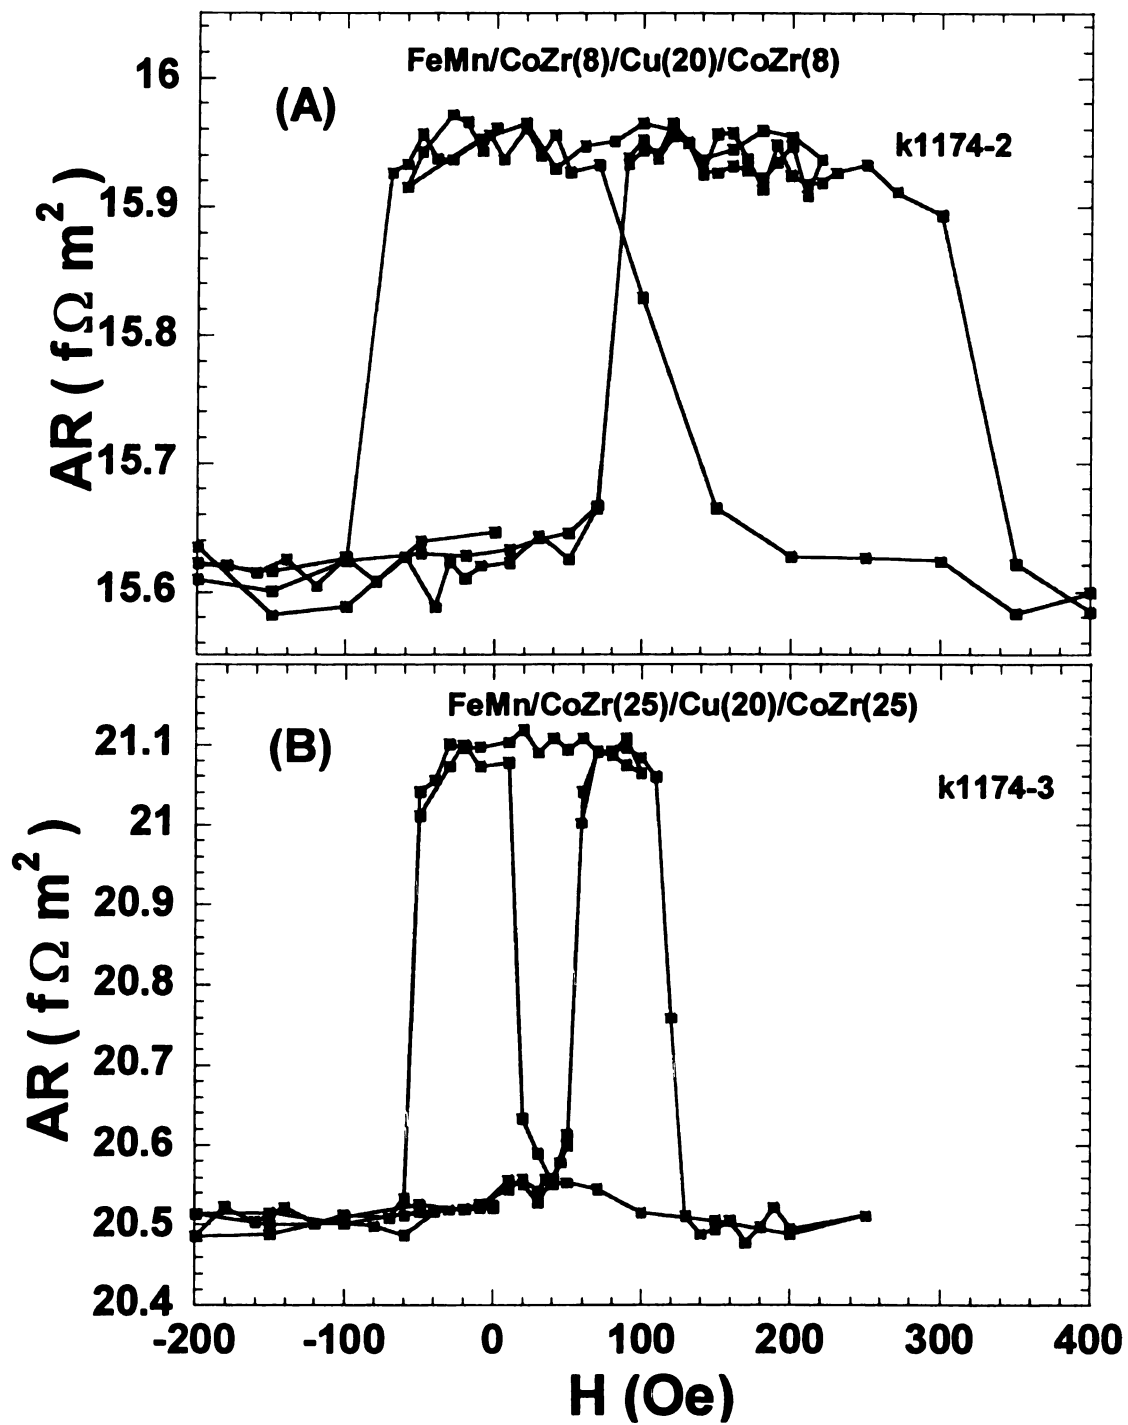 FeMn/CoZr(8)/Cu(20)/CoZr(8)
(A)
k1174-2
16
15.9
15.8
15.7
15.6
AR ( f Ω m²)
FeMn/CoZr(25)/Cu(20)/CoZr(25)
(B)
k1174-3
21.1
21
20.9
20.8
20.7
20.6
20.5
20.4
AR ( f Ω m²)
-200 -100 0 100 200 300 400
H (Oe)